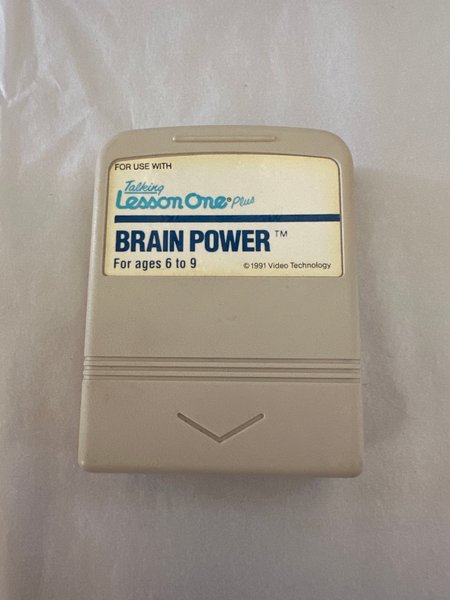 FOR USE WITH
Talking
Lesson One® Plus
BRAIN POWER™
For ages 6 to 9
©1991 Video Technology